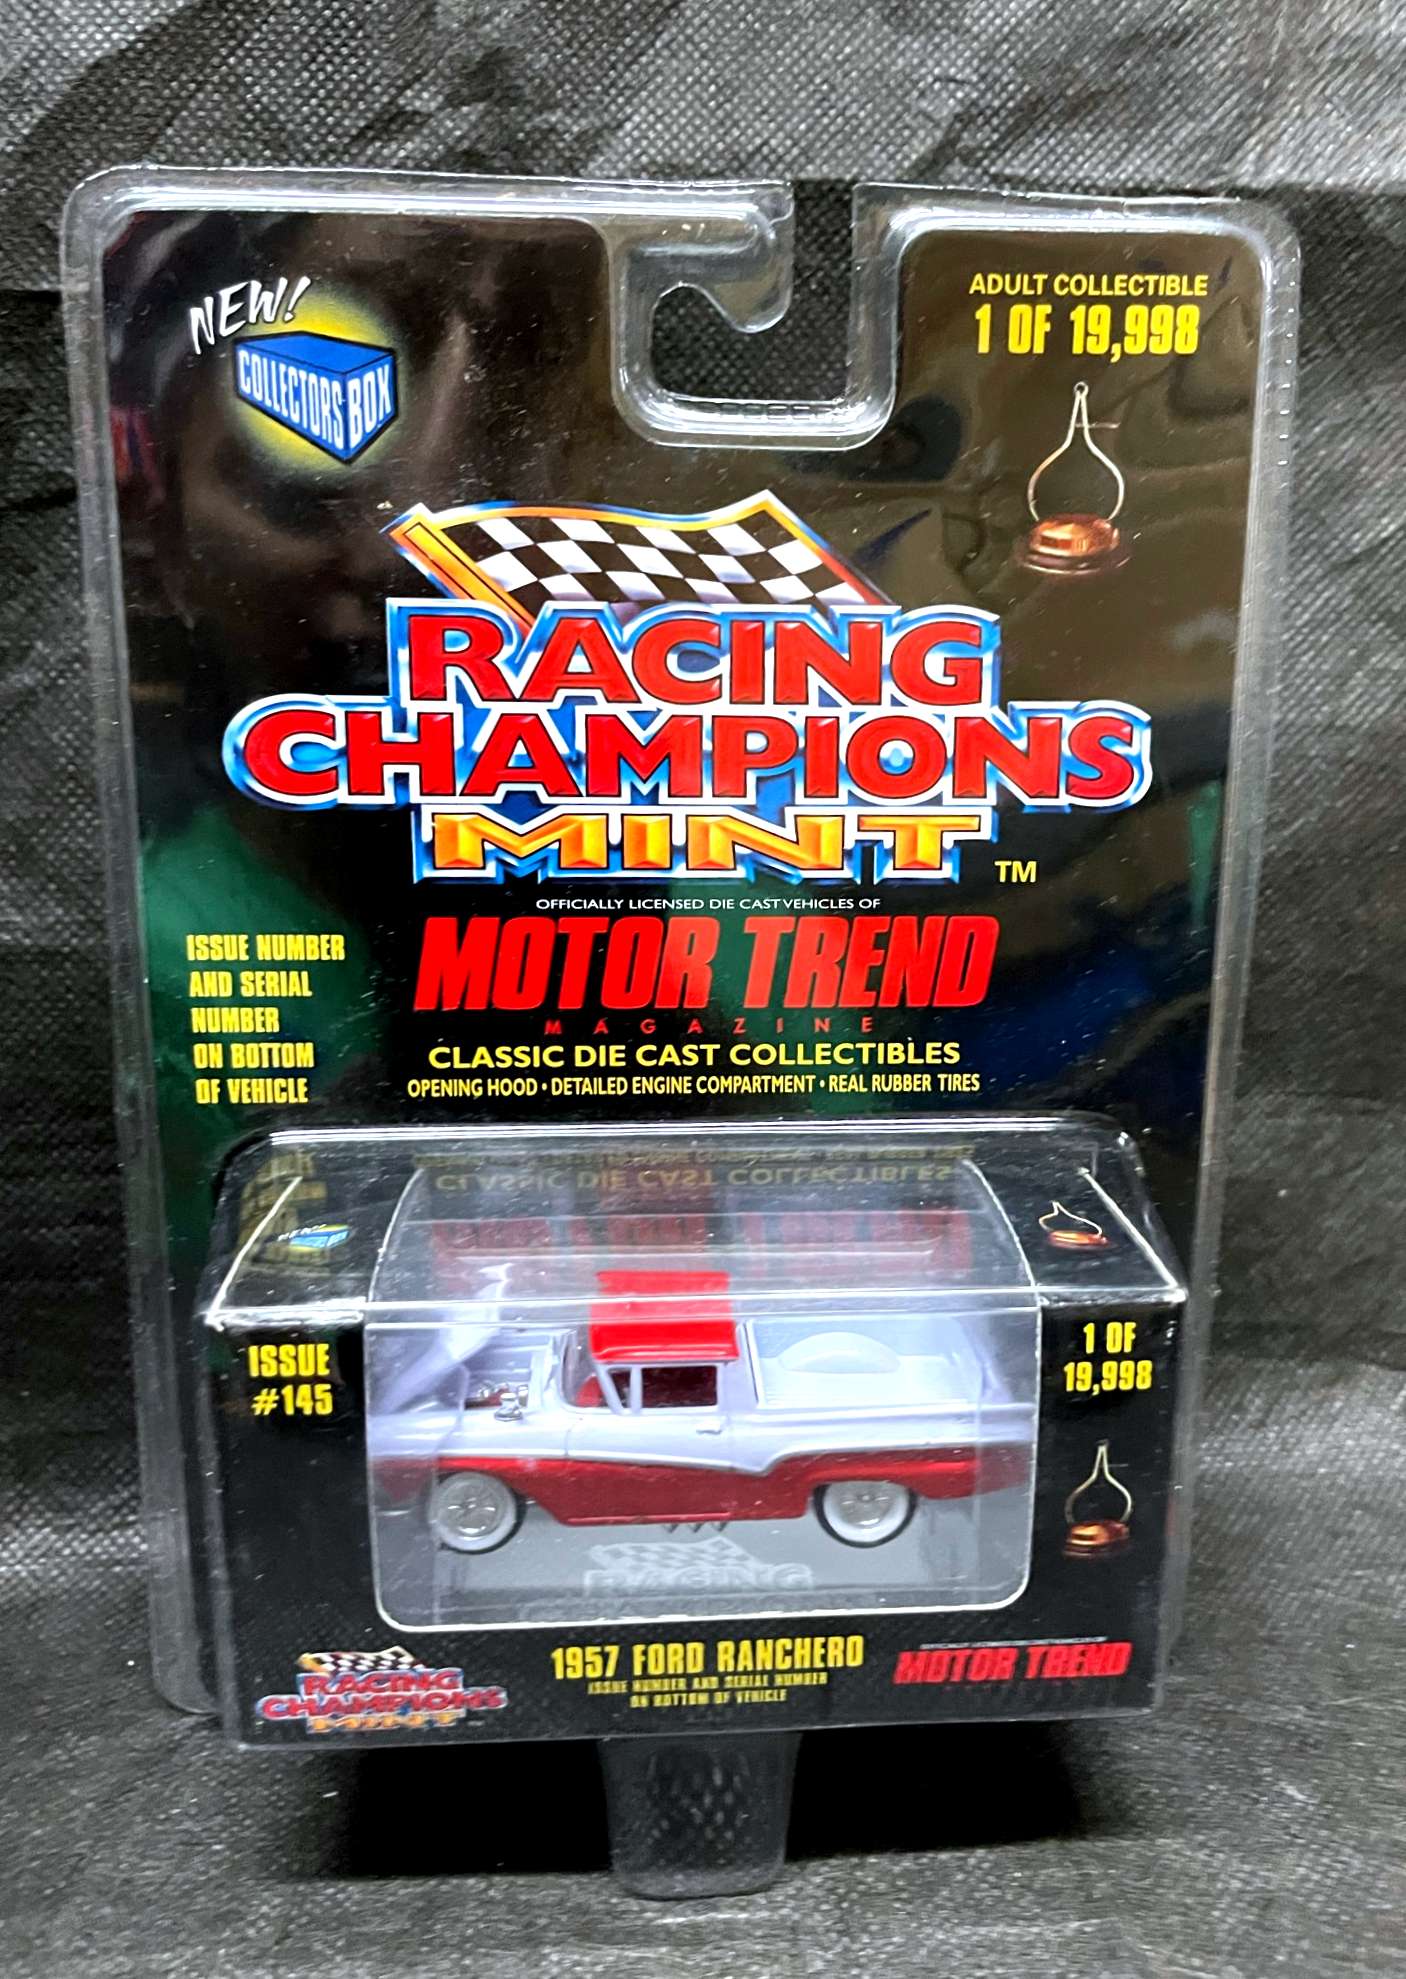 NEW!
COLLECTORS BOX
ADULT COLLECTIBLE
1 OF 19,998
RACING
CHAMPIONS
MINT TM
OFFICIALLY LICENSED DIE CAST VEHICLES OF
MOTOR TREND
MAGAZINE
CLASSIC DIE CAST COLLECTIBLES
OPENING HOOD • DETAILED ENGINE COMPARTMENT • REAL RUBBER TIRES
ISSUE NUMBER
AND SERIAL
NUMBER
ON BOTTOM
OF VEHICLE
ISSUE
#145
1 OF
19,998
RACING
RACING
CHAMPIONS
MINT
1957 FORD RANCHERO
ISSUE NUMBER AND SERIAL NUMBER
ON BOTTOM OF VEHICLE
MOTOR TREND